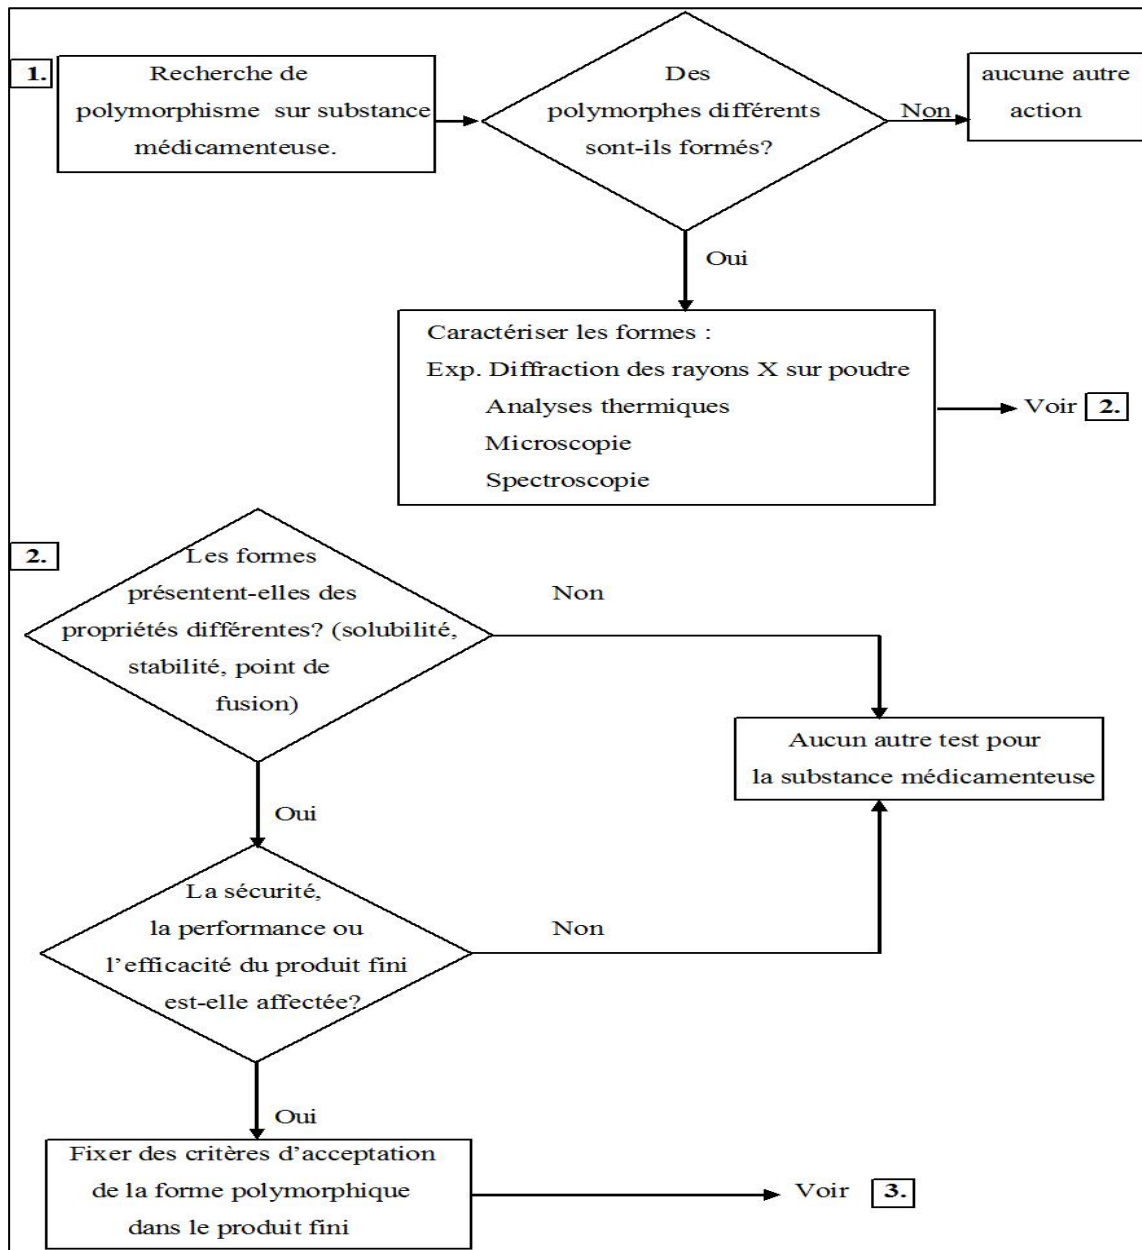 1.
Recherche de
polymorphisme sur substance
médicamenteuse.
Des
polymorphes différents
sont-ils formés?
Non
aucune autre
action
Oui
Caractériser les formes :
Exp. Diffraction des rayons X sur poudre
Analyses thermiques
Microscopie
Spectroscopie
Voir 2.
2.
Les formes
présentent-elles des
propriétés différentes? (solubilité,
stabilité, point de
fusion)
Non
Aucun autre test pour
la substance médicamenteuse
Oui
La sécurité,
la performance ou
l’efficacité du produit fini
est-elle affectée?
Non
Oui
Fixer des critères d’acceptation
de la forme polymorphique
dans le produit fini
Voir 3.